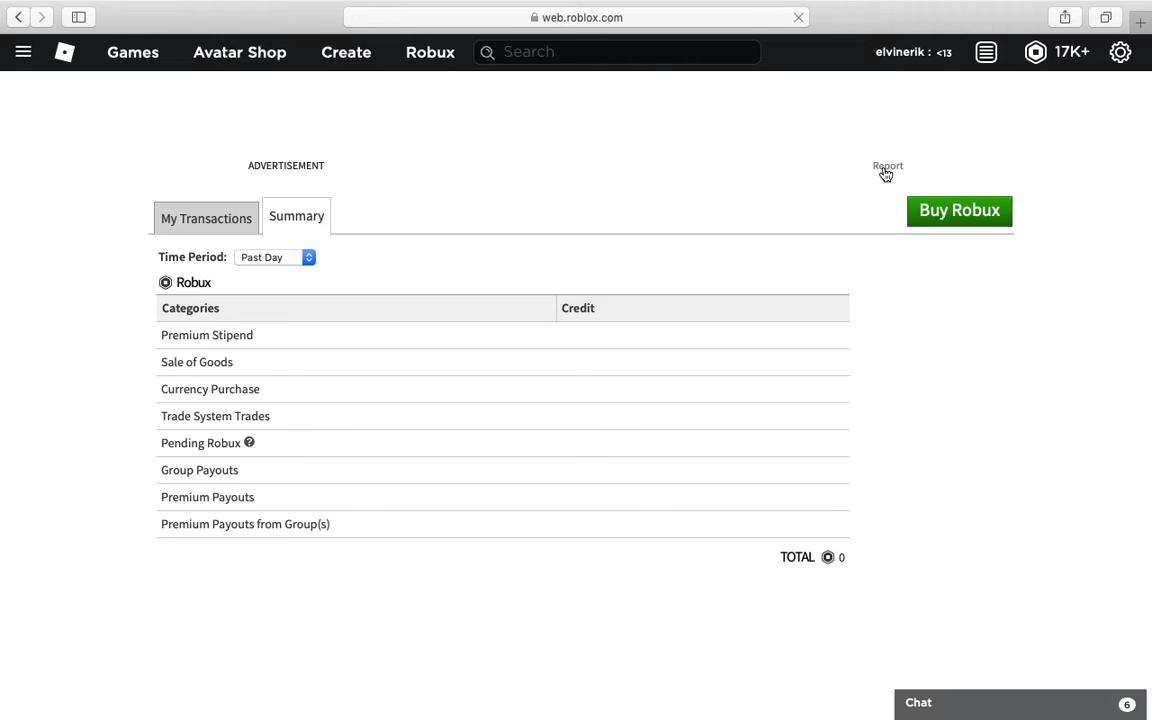 web.roblox.com
Games Avatar Shop Create Robux Search elvinerik : <13 17K+
ADVERTISEMENT Report
My Transactions Summary Buy Robux
Time Period: Past Day
Robux
Categories Credit
Premium Stipend
Sale of Goods
Currency Purchase
Trade System Trades
Pending Robux ?
Group Payouts
Premium Payouts
Premium Payouts from Group(s)
TOTAL 0
Chat 6